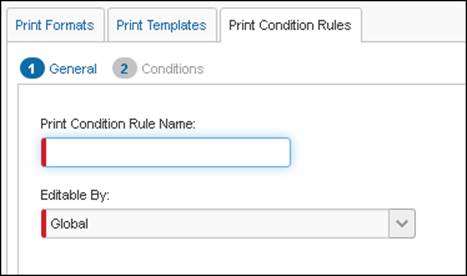 Print Formats Print Templates Print Condition Rules
1 General 2 Conditions
Print Condition Rule Name:
Editable By:
Global